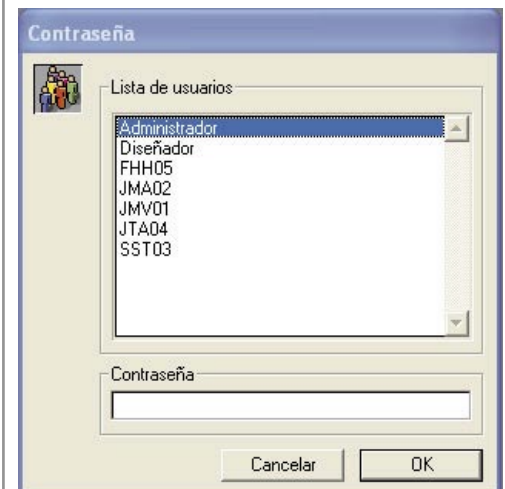 Contraseña
Lista de usuarios
Administrador
Diseñador
FHH05
JMA02
JMV01
JTA04
SST03
Contraseña
Cancelar
OK